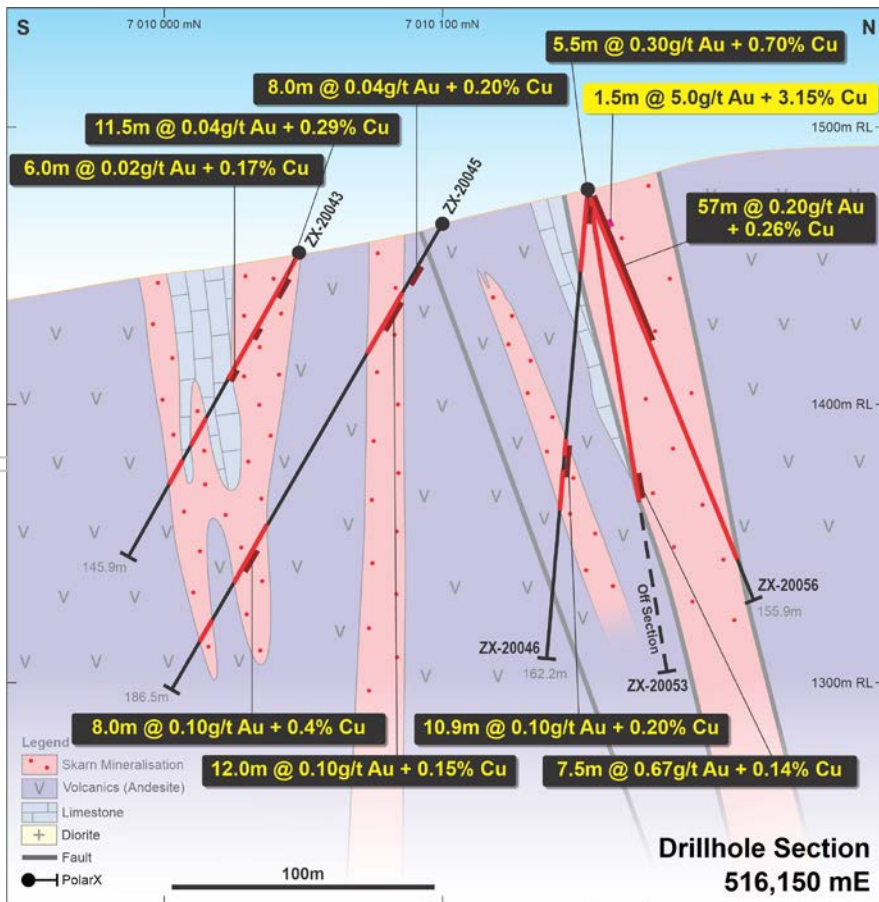 S
7 010 000 mN
7 010 100 mN
N
5.5m @ 0.30g/t Au + 0.70% Cu
8.0m @ 0.04g/t Au + 0.20% Cu
1.5m @ 5.0g/t Au + 3.15% Cu
11.5m @ 0.04g/t Au + 0.29% Cu
1500m RL
6.0m @ 0.02g/t Au + 0.17% Cu
ZX-20043
ZX-20045
57m @ 0.20g/t Au
+ 0.26% Cu
1400m RL
145.9m
Off Section
ZX-20056
155.9m
ZX-20046
162.2m
ZX-20053
186.5m
1300m RL
8.0m @ 0.10g/t Au + 0.4% Cu
10.9m @ 0.10g/t Au + 0.20% Cu
12.0m @ 0.10g/t Au + 0.15% Cu
7.5m @ 0.67g/t Au + 0.14% Cu
Legend
Skarn Mineralisation
V Volcanics (Andesite)
Limestone
+ Diorite
Fault
PolarX
100m
Drillhole Section
516,150 mE